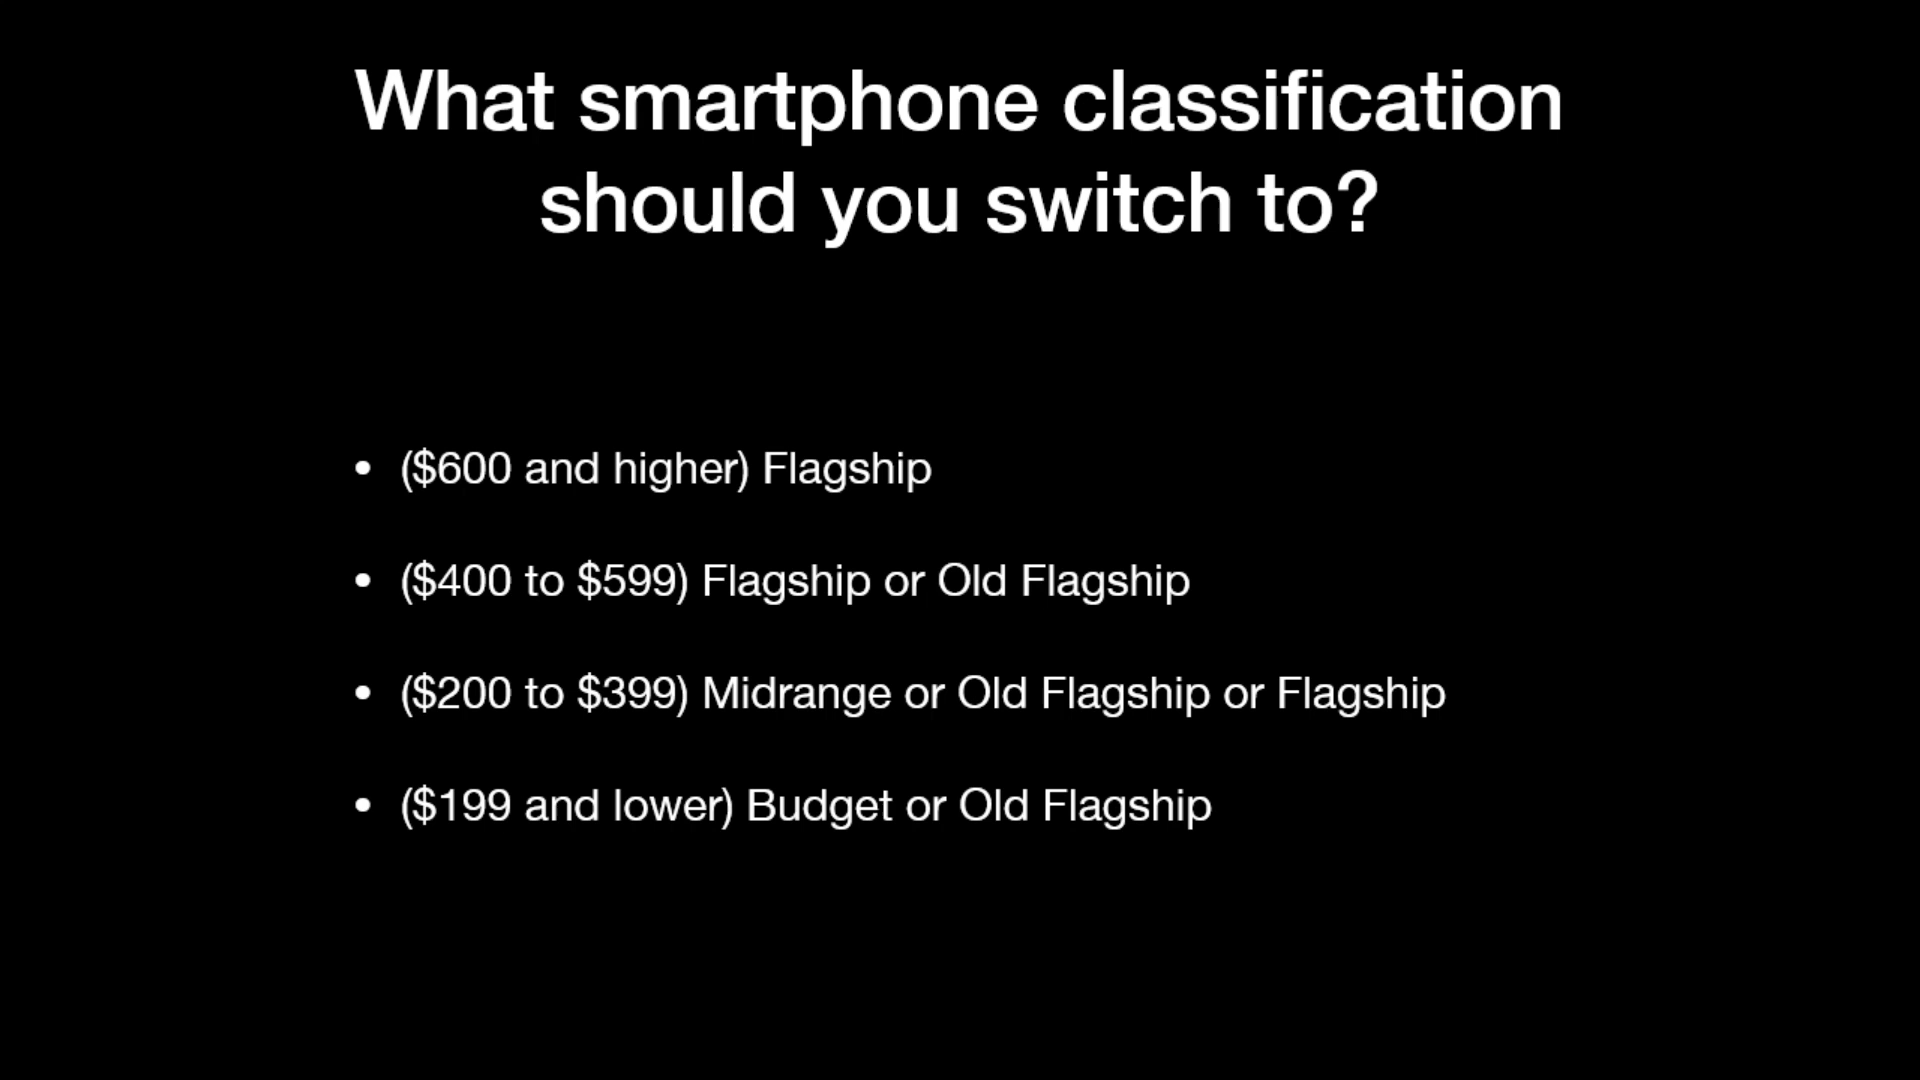 What smartphone classification
should you switch to?
• ($600 and higher) Flagship
• ($400 to $599) Flagship or Old Flagship
• ($200 to $399) Midrange or Old Flagship or Flagship
• ($199 and lower) Budget or Old Flagship